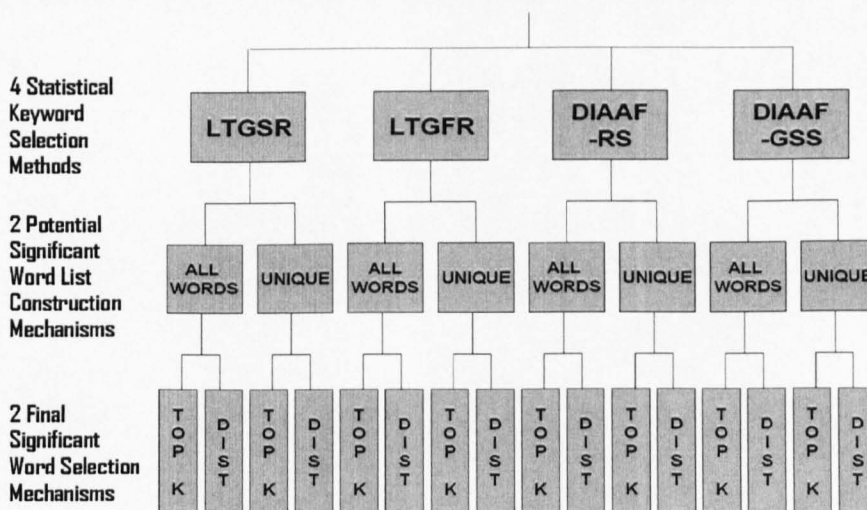 4 Statistical
Keyword
Selection
Methods
LTGSR
LTGFR
DIAAF
-RS
DIAAF
-GSS
2 Potential
Significant
Word List
Construction
Mechanisms
ALL
WORDS
UNIQUE
ALL
WORDS
UNIQUE
ALL
WORDS
UNIQUE
ALL
WORDS
UNIQUE
2 Final
Significant
Word Selection
Mechanisms
TOP K
DIST
TOP K
DIST
TOP K
DIST
TOP K
DIST
TOP K
DIST
TOP K
DIST
TOP K
DIST
TOP K
DIST